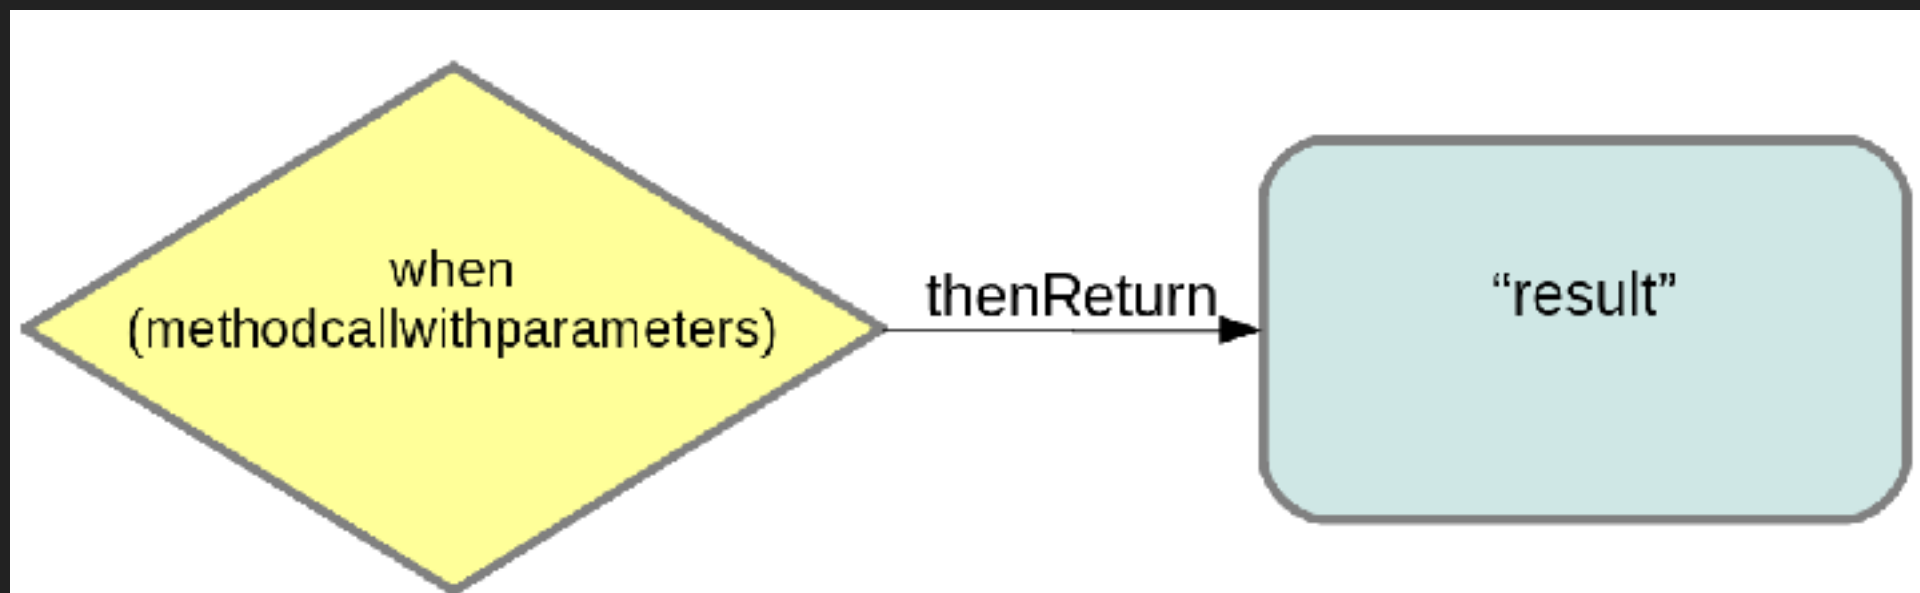 when
(methodcallwithparameters)
thenReturn
“result”